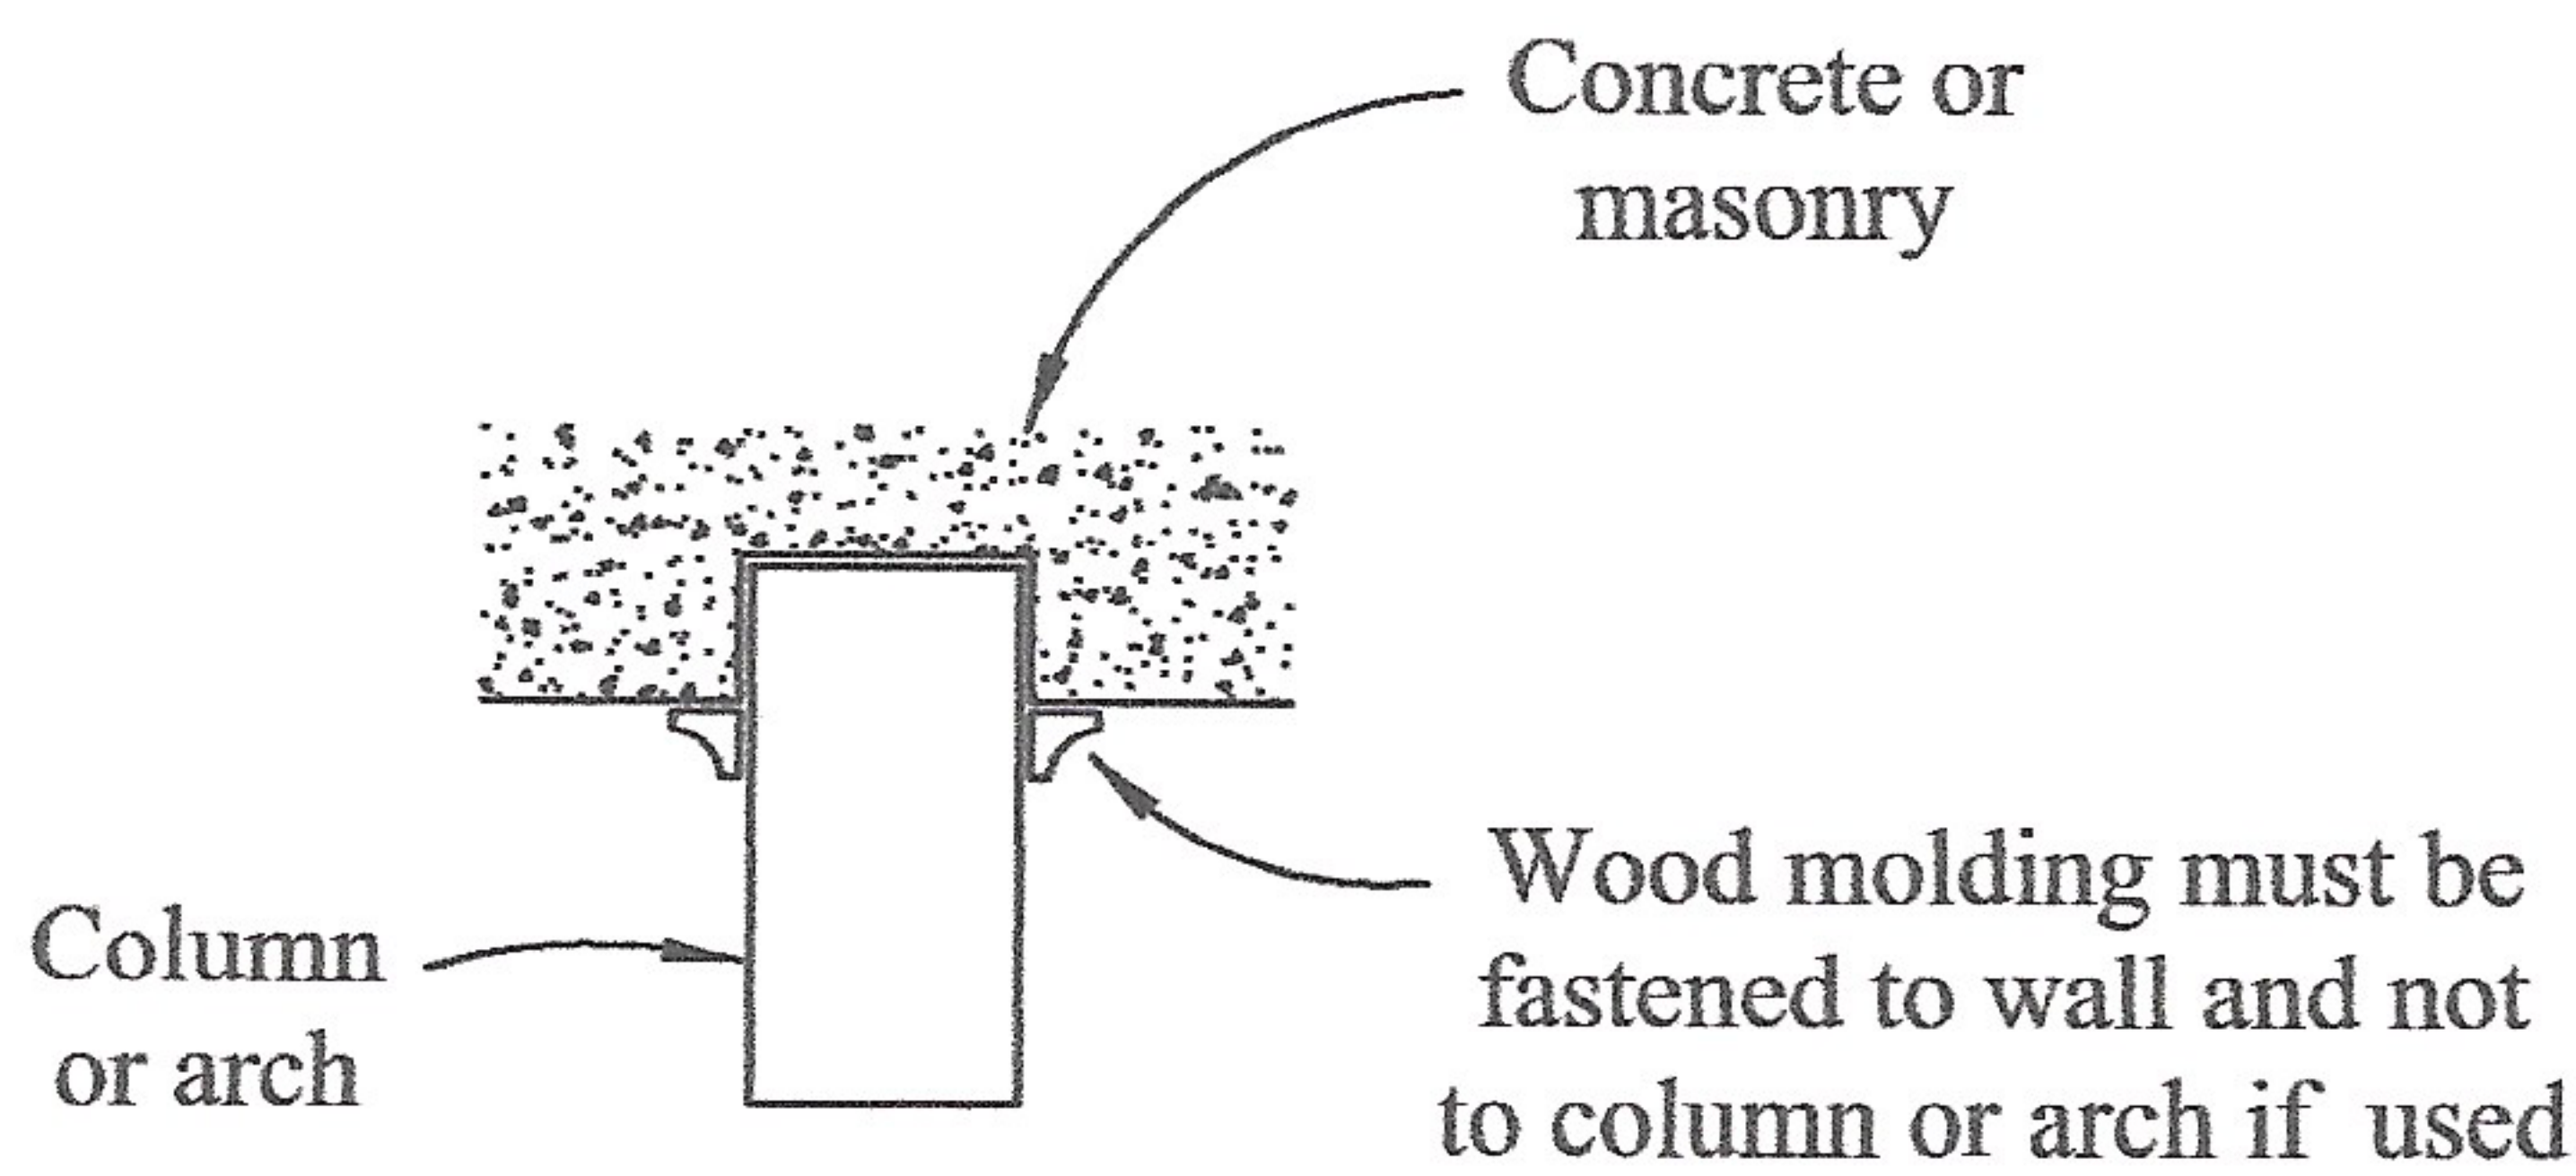 Concrete or
masonry
Column
or arch
Wood molding must be
fastened to wall and not
to column or arch if used